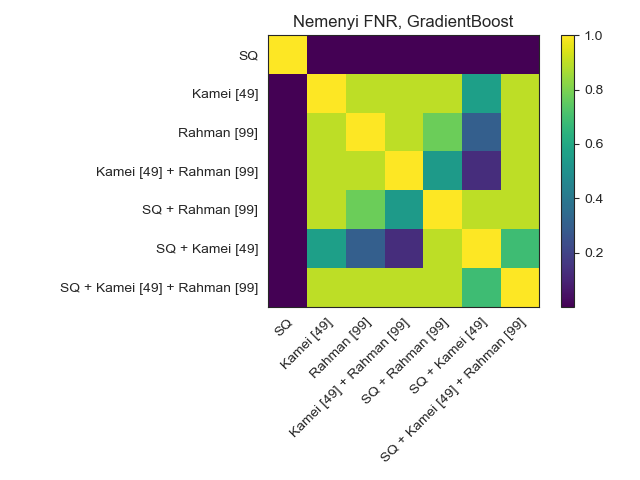 Nemenyi FNR, GradientBoost
SQ
Kamei [49]
Rahman [99]
Kamei [49] + Rahman [99]
SQ + Rahman [99]
SQ + Kamei [49]
SQ + Kamei [49] + Rahman [99]
SQ
Kamei [49]
Rahman [99]
Kamei [49] + Rahman [99]
SQ + Rahman [99]
SQ + Kamei [49]
SQ + Kamei [49] + Rahman [99]
1.0
0.8
0.6
0.4
0.2